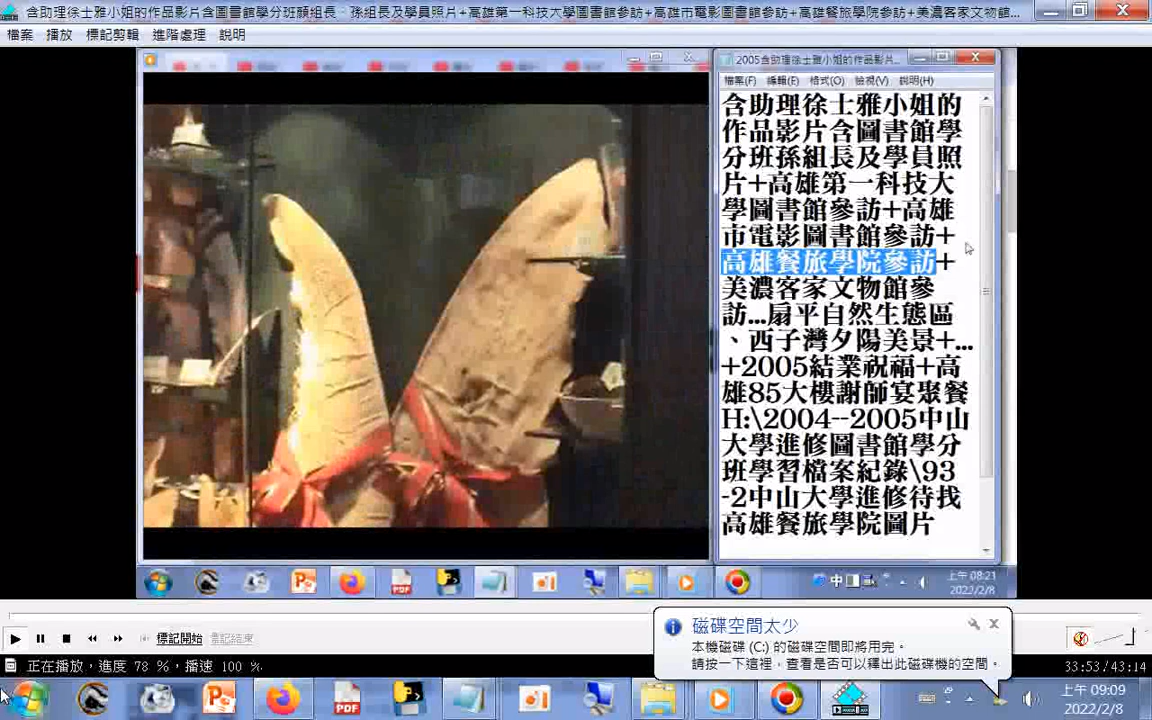 含助理徐士雅小姐的作品影片含圖書館學分班顏組長、孫組長及學員照片+高雄第一科技大學圖書館參訪+高雄市電影圖書館參訪+高雄餐旅學院參訪+美濃客家文物館...
檔案 播放 標記剪輯 進階處理 說明
2005含助理徐士雅小姐的作品影片...
檔案(F) 編輯(E) 格式(O) 檢視(V) 說明(H)
含助理徐士雅小姐的
作品影片含圖書館學
分班孫組長及學員照
片+高雄第一科技大
學圖書館參訪+高雄
市電影圖書館參訪+
高雄餐旅學院參訪+
美濃客家文物館參
訪...扇平自然生態區
、西子灣夕陽美景+...
+2005結業祝福+高
雄85大樓謝師宴聚餐
H:\2004--2005中山
大學進修圖書館學分
班學習檔案紀錄\93
-2中山大學進修待找
高雄餐旅學院圖片
中
上午 08:21
2022/2/8
標記開始 標記結束
磁碟空間太少
本機磁碟 (C:) 的磁碟空間即將用完。
請按一下這裡，查看是否可以釋出此磁碟機的空間。
正在播放，進度 78 %，播速 100 %.
33:53/43:14
上午 09:09
2022/2/8